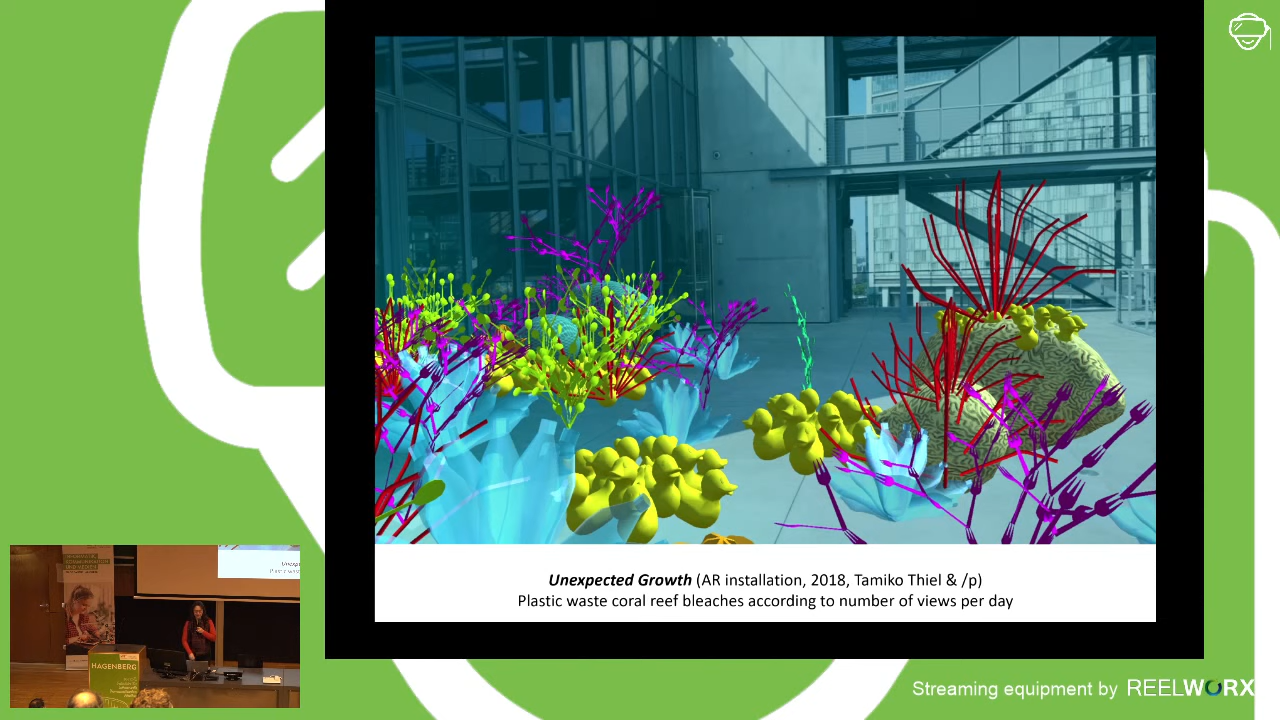 Unexpected Growth (AR installation, 2018, Tamiko Thiel & /p)
Plastic waste coral reef bleaches according to number of views per day
HAGENBERG
Streaming equipment by REELWORX